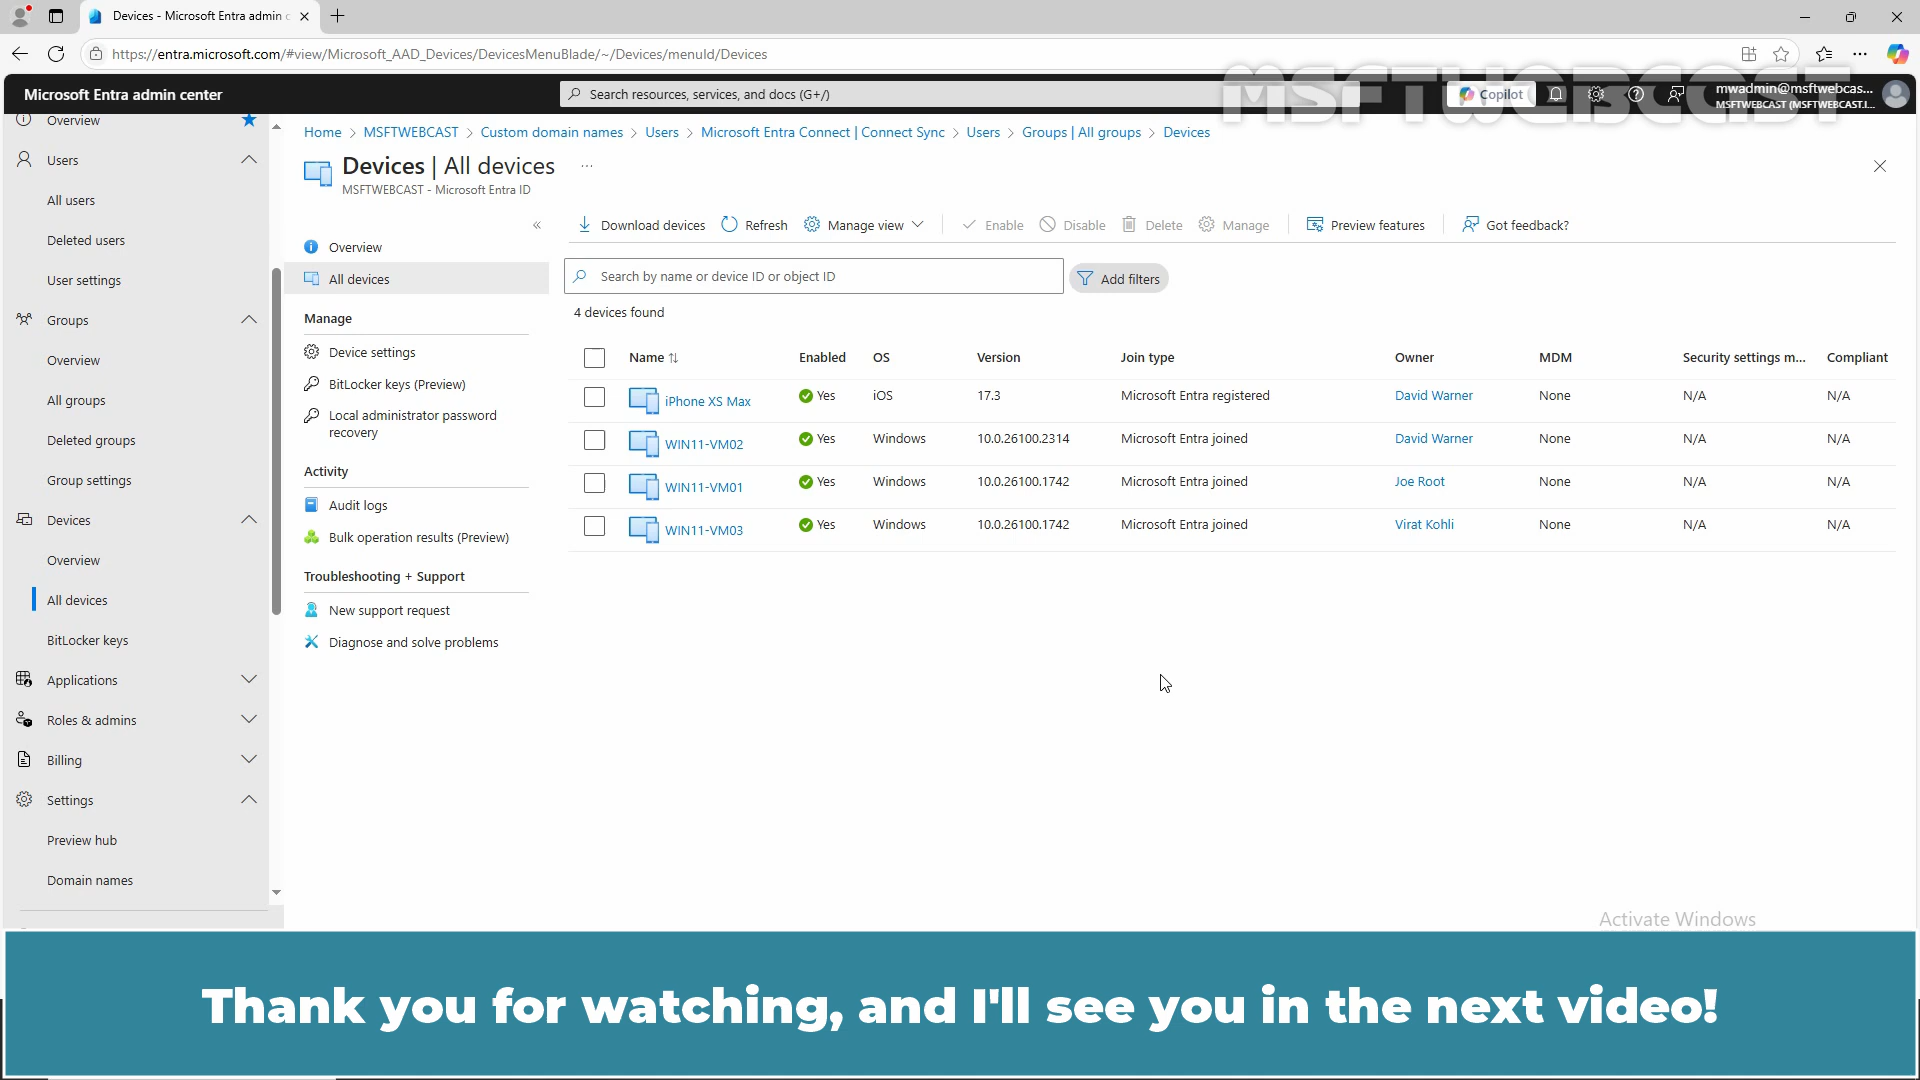 Devices - Microsoft Entra admin c
https://entra.microsoft.com/#view/Microsoft_AAD_Devices/DevicesMenuBlade/~/Devices/menuId/Devices
MSFTWEBCAST
Microsoft Entra admin center
Search resources, services, and docs (G+/)
Copilot
mwadmin@msftwebcas...
MSFTWEBCAST (MSFTWEBCAST.I...
Overview
Users
All users
Deleted users
User settings
Groups
Overview
All groups
Deleted groups
Group settings
Devices
Overview
All devices
BitLocker keys
Applications
Roles & admins
Billing
Settings
Preview hub
Domain names
Home > MSFTWEBCAST > Custom domain names > Users > Microsoft Entra Connect | Connect Sync > Users > Groups | All groups > Devices
Devices | All devices ...
MSFTWEBCAST - Microsoft Entra ID
Overview
All devices
Manage
Device settings
BitLocker keys (Preview)
Local administrator password
recovery
Activity
Audit logs
Bulk operation results (Preview)
Troubleshooting + Support
New support request
Diagnose and solve problems
Download devices Refresh Manage view Enable Disable Delete Manage Preview features Got feedback?
Search by name or device ID or object ID
Add filters
4 devices found
Name Enabled OS Version Join type Owner MDM Security settings m... Compliant
iPhone XS Max Yes iOS 17.3 Microsoft Entra registered David Warner None N/A N/A
WIN11-VM02 Yes Windows 10.0.26100.2314 Microsoft Entra joined David Warner None N/A N/A
WIN11-VM01 Yes Windows 10.0.26100.1742 Microsoft Entra joined Joe Root None N/A N/A
WIN11-VM03 Yes Windows 10.0.26100.1742 Microsoft Entra joined Virat Kohli None N/A N/A
Activate Windows
Thank you for watching, and I'll see you in the next video!